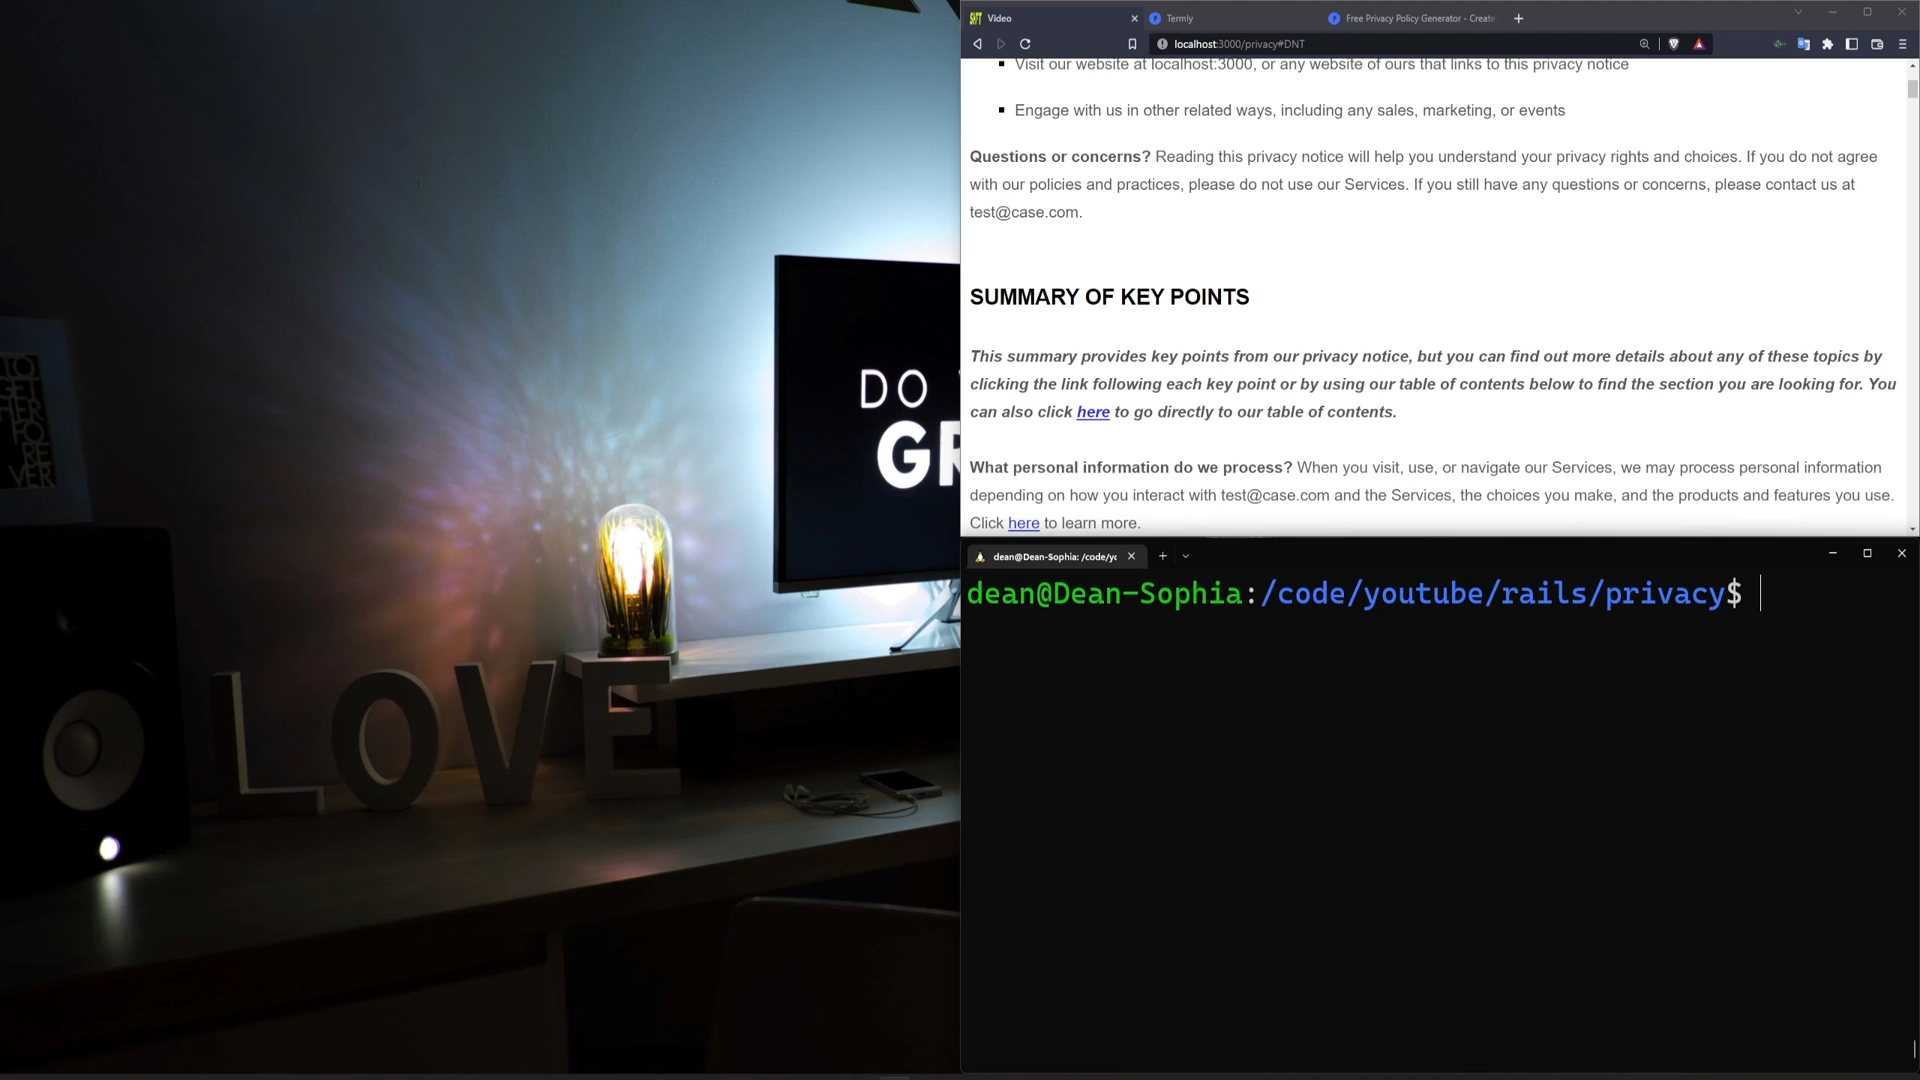 TO
GET
HER
FO
RE
VER
DO
GR
LOVE
Video
Termly
Free Privacy Policy Generator - Create
localhost:3000/privacy#DNT
Visit our website at localhost:3000, or any website of ours that links to this privacy notice
Engage with us in other related ways, including any sales, marketing, or events
Questions or concerns? Reading this privacy notice will help you understand your privacy rights and choices. If you do not agree
with our policies and practices, please do not use our Services. If you still have any questions or concerns, please contact us at
test@case.com.
SUMMARY OF KEY POINTS
This summary provides key points from our privacy notice, but you can find out more details about any of these topics by
clicking the link following each key point or by using our table of contents below to find the section you are looking for. You
can also click here to go directly to our table of contents.
What personal information do we process? When you visit, use, or navigate our Services, we may process personal information
depending on how you interact with test@case.com and the Services, the choices you make, and the products and features you use.
Click here to learn more.
dean@Dean-Sophia: /code/yc
dean@Dean-Sophia:/code/youtube/rails/privacy$